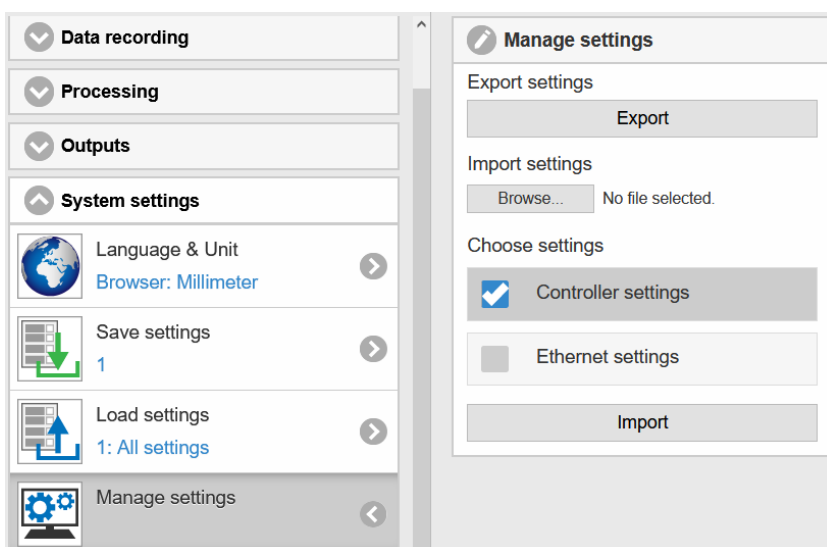 Data recording
Processing
Outputs
System settings
Language & Unit
Browser: Millimeter
Save settings
1
Load settings
1: All settings
Manage settings
Manage settings
Export settings
Export
Import settings
Browse... No file selected.
Choose settings
Controller settings
Ethernet settings
Import